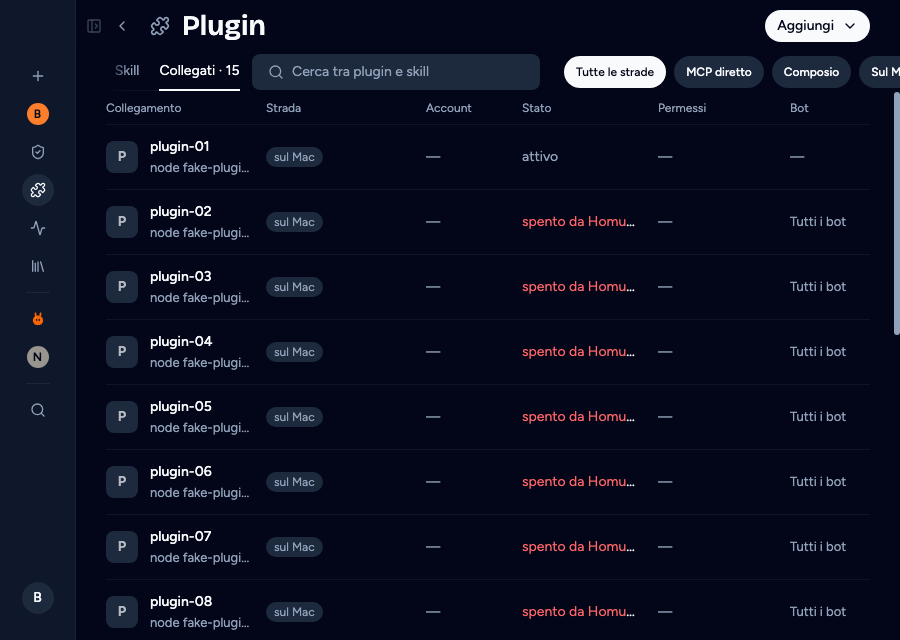 Plugin
Aggiungi
B
Skill
Collegati · 15
Cerca tra plugin e skill
Tutte le strade
MCP diretto
Composio
Sul M
Collegamento Strada Account Stato Permessi Bot
P plugin-01 sul Mac — attivo — —
node fake-plugi...
P plugin-02 sul Mac — spento da Homu... — Tutti i bot
node fake-plugi...
P plugin-03 sul Mac — spento da Homu... — Tutti i bot
node fake-plugi...
P plugin-04 sul Mac — spento da Homu... — Tutti i bot
node fake-plugi...
N
P plugin-05 sul Mac — spento da Homu... — Tutti i bot
node fake-plugi...
P plugin-06 sul Mac — spento da Homu... — Tutti i bot
node fake-plugi...
P plugin-07 sul Mac — spento da Homu... — Tutti i bot
node fake-plugi...
P plugin-08 sul Mac — spento da Homu... — Tutti i bot
node fake-plugi...
B